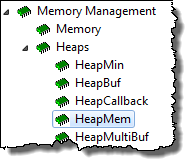 Memory Management
Memory
Heaps
HeapMin
HeapBuf
HeapCallback
HeapMem
HeapMultiBuf